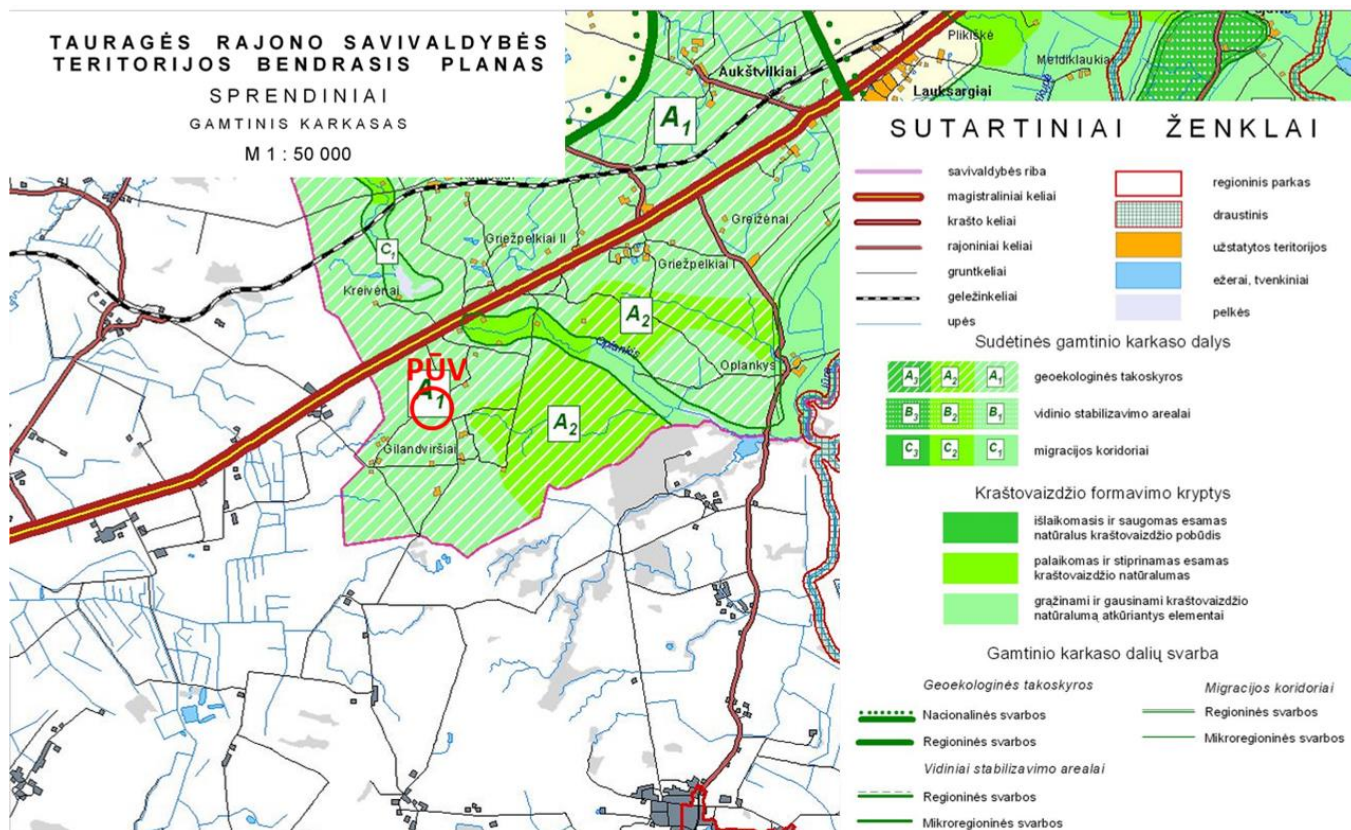 TAURAGĖS RAJONO SAVIVALDYBĖS
TERITORIJOS BENDRASIS PLANAS
SPRENDINIAI
GAMTINIS KARKASAS
M 1 : 50 000
Plikiškė
Meldiklaukiai
Aukštvilkiai
Lauksargiai
A1
Greižėnai
Griežpelkiai II
C1
Griežpelkiai I
Kreivėnai
A2
Oplankis
Oplankys
PŪV
A1
A2
Gilandviršiai
SUTARTINIAI ŽENKLAI
savivaldybės riba
magistraliniai keliai
krašto keliai
rajoniniai keliai
gruntkeliai
geležinkeliai
upės
regioninis parkas
draustinis
užstatytos teritorijos
ežerai, tvenkiniai
pelkės
Sudėtinės gamtinio karkaso dalys
A3 A2 A1 geoekologinės takoskyros
B3 B2 B1 vidinio stabilizavimo arealai
C3 C2 C1 migracijos koridoriai
Kraštovaizdžio formavimo kryptys
išlaikomasis ir saugomas esamas
natūralus kraštovaizdžio pobūdis
palaikomas ir stiprinamas esamas
kraštovaizdžio natūralumas
grąžinami ir gausinami kraštovaizdžio
natūralumą atkuriantys elementai
Gamtinio karkaso dalių svarba
Geoekologinės takoskyros
Nacionalinės svarbos
Regioninės svarbos
Vidiniai stabilizavimo arealai
Regioninės svarbos
Mikroregioninės svarbos
Migracijos koridoriai
Regioninės svarbos
Mikroregioninės svarbos